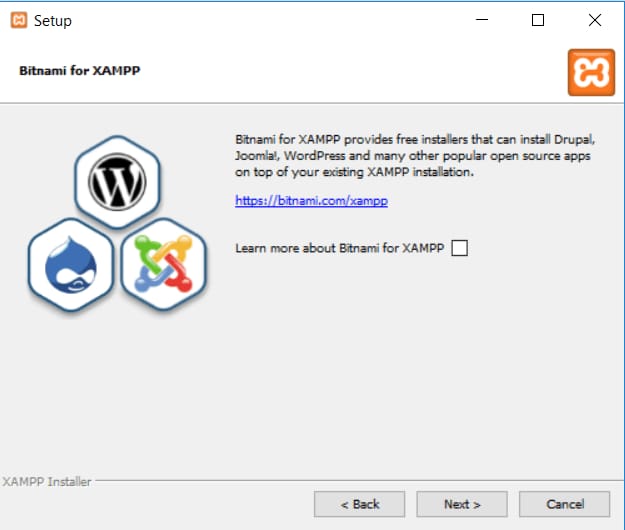 Setup
Bitnami for XAMPP
Bitnami for XAMPP provides free installers that can install Drupal,
Joomla!, WordPress and many other popular open source apps
on top of your existing XAMPP installation.
https://bitnami.com/xampp
Learn more about Bitnami for XAMPP
XAMPP Installer
< Back
Next >
Cancel